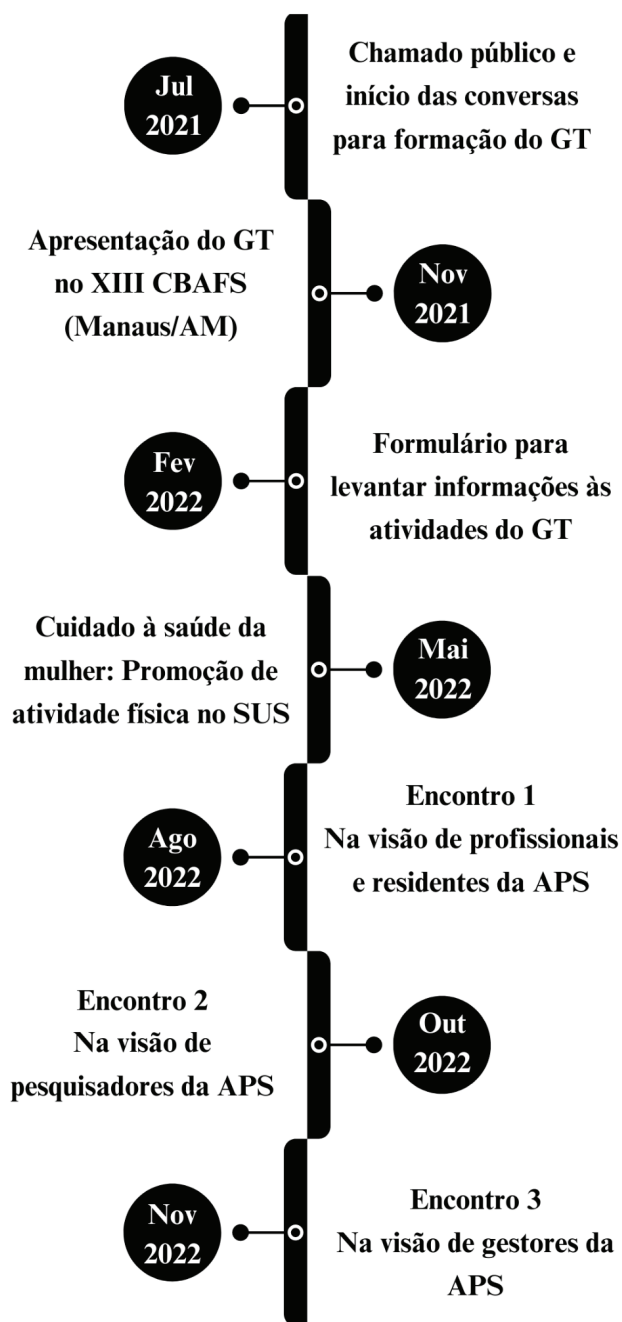 Jul
2021
Chamado público e
início das conversas
para formação do GT
Apresentação do GT
no XIII CBAFS
(Manaus/AM)
Nov
2021
Fev
2022
Formulário para
levantar informações às
atividades do GT
Cuidado à saúde da
mulher: Promoção de
atividade física no SUS
Mai
2022
Ago
2022
Encontro 1
Na visão de profissionais
e residentes da APS
Encontro 2
Na visão de
pesquisadores da APS
Out
2022
Nov
2022
Encontro 3
Na visão de gestores da
APS